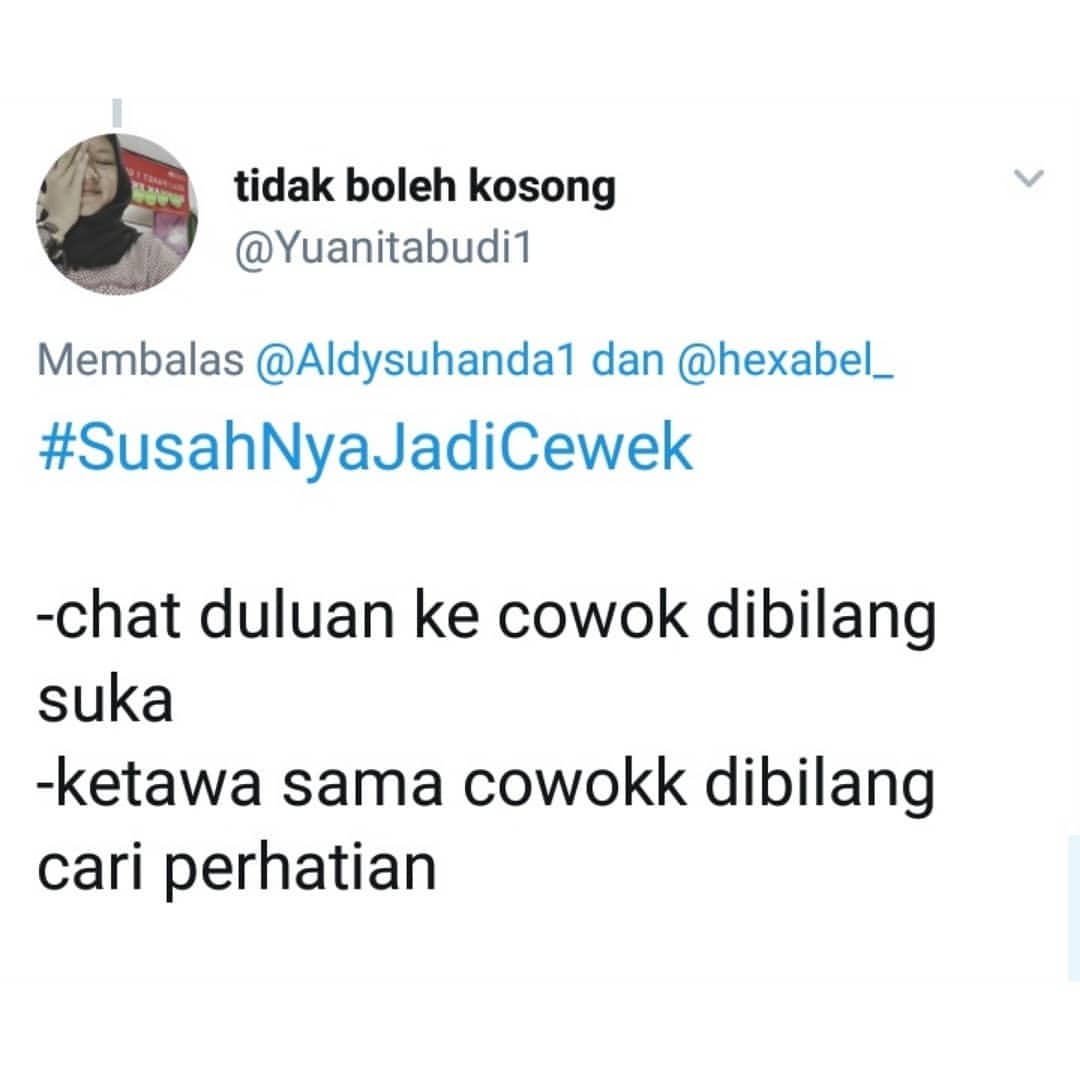 tidak boleh kosong
@Yuanitabudi1
Membalas @Aldysuhanda1 dan @hexabel_
#SusahNyaJadiCewek
-chat duluan ke cowok dibilang
suka
-ketawa sama cowokk dibilang
cari perhatian